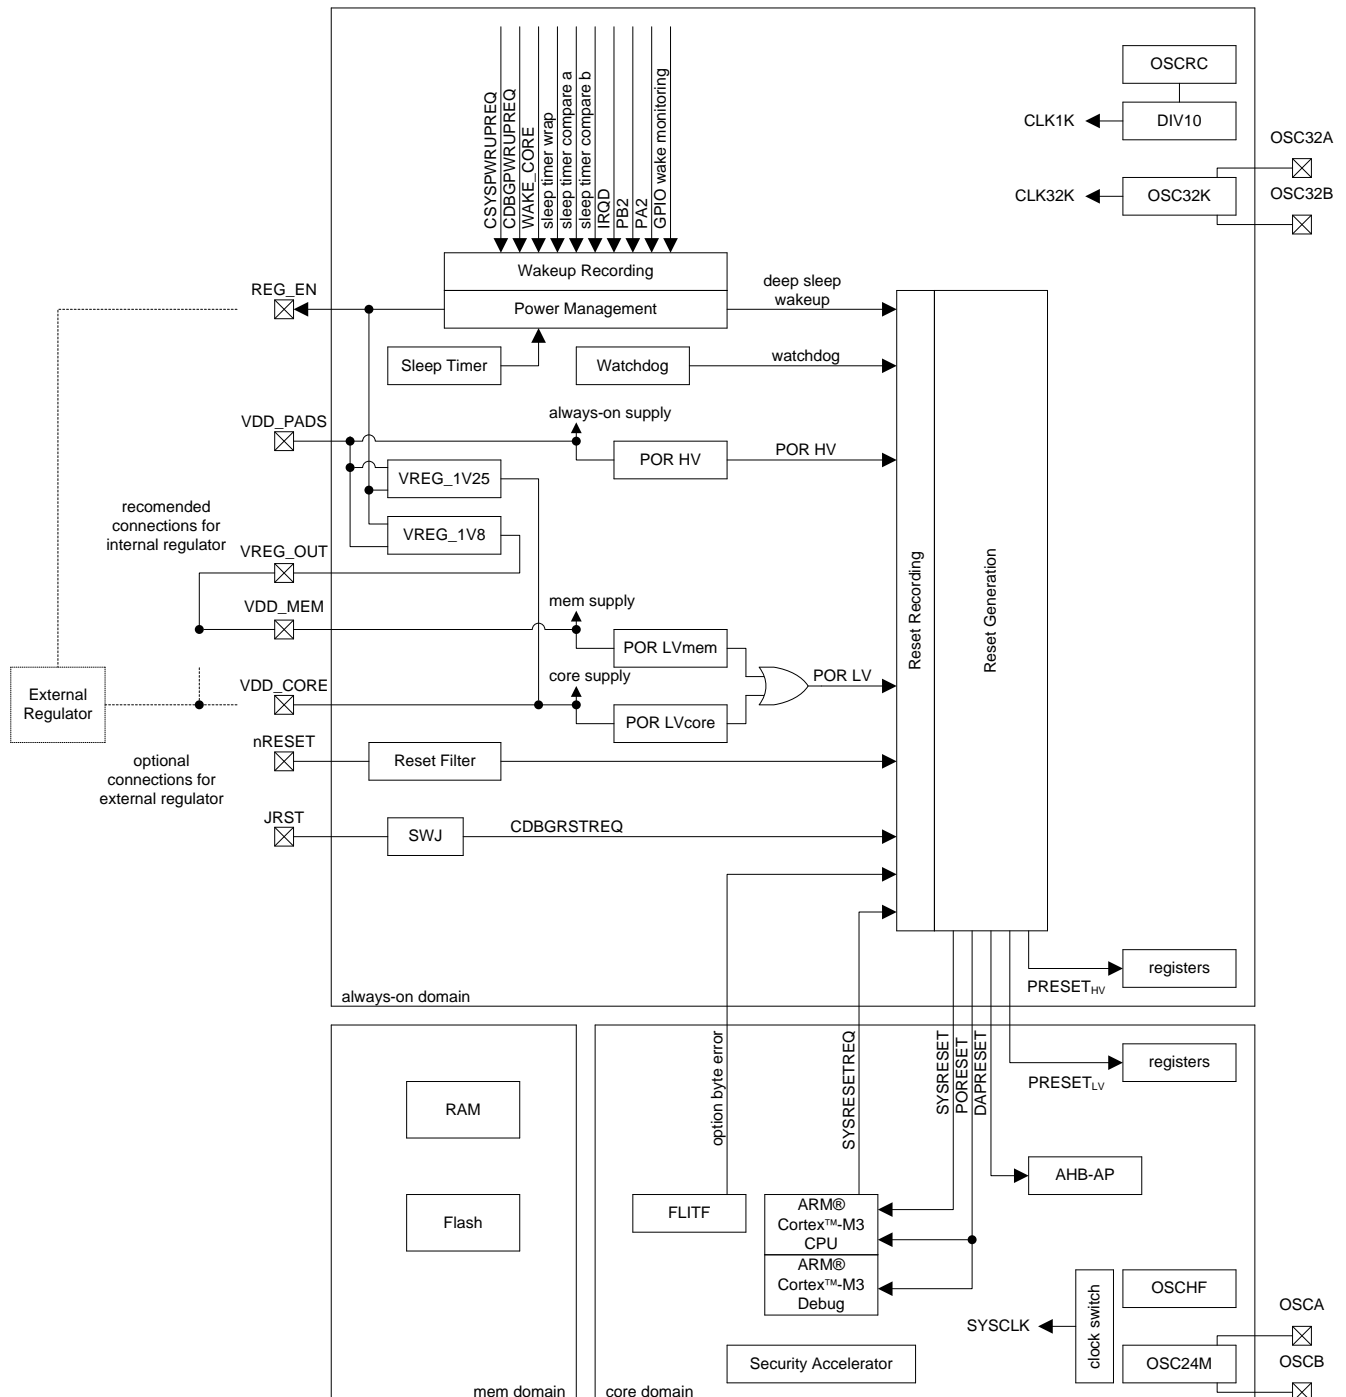 OSCRC
CLK1K
DIV10
OSC32A
CLK32K
OSC32K
OSC32B
CSYSPWRUPREQ
CDBGPWRUPREQ
WAKE_CORE
sleep timer wrap
sleep timer compare a
sleep timer compare b
IRQD
PB2
PA2
GPIO wake monitoring
Wakeup Recording
Power Management
deep sleep
wakeup
REG_EN
Sleep Timer
Watchdog
watchdog
VDD_PADS
always-on supply
POR HV
POR HV
VREG_1V25
VREG_1V8
recomended
connections for
internal regulator
VREG_OUT
VDD_MEM
mem supply
POR LVmem
Reset Recording
Reset Generation
External
Regulator
VDD_CORE
core supply
POR LVcore
POR LV
nRESET
Reset Filter
optional
connections for
external regulator
JRST
SWJ
CDBGRSTREQ
registers
PRESETHV
always-on domain
option byte error
SYSRESETREQ
SYSRESET
PORESET
DAPRESET
registers
PRESETLV
RAM
Flash
AHB-AP
FLITF
ARM®
Cortex™-M3
CPU
ARM®
Cortex™-M3
Debug
SYSCLK
clock switch
OSCHF
OSC24M
OSCA
OSCB
Security Accelerator
mem domain
core domain